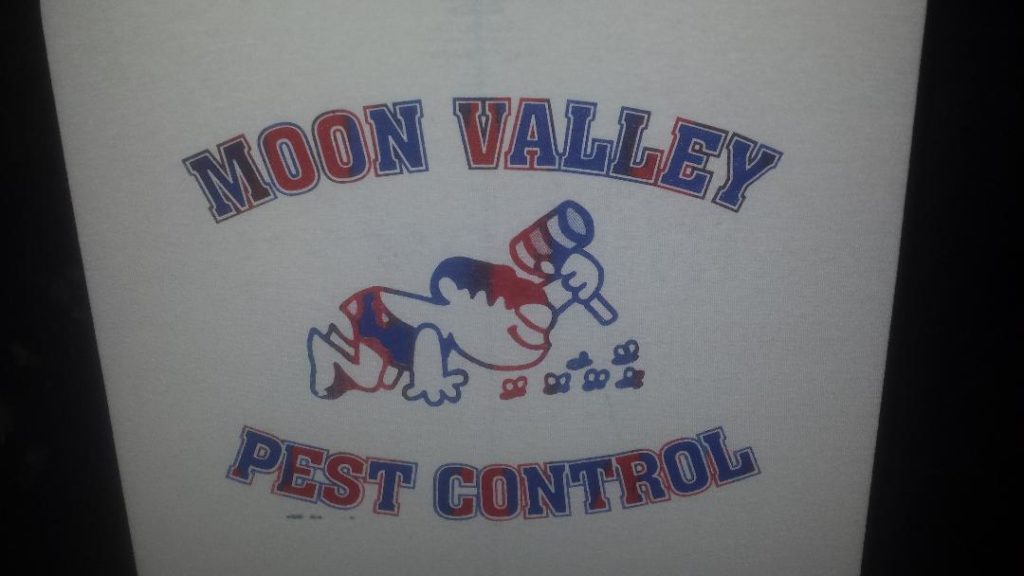 MOON VALLEY
PEST CONTROL